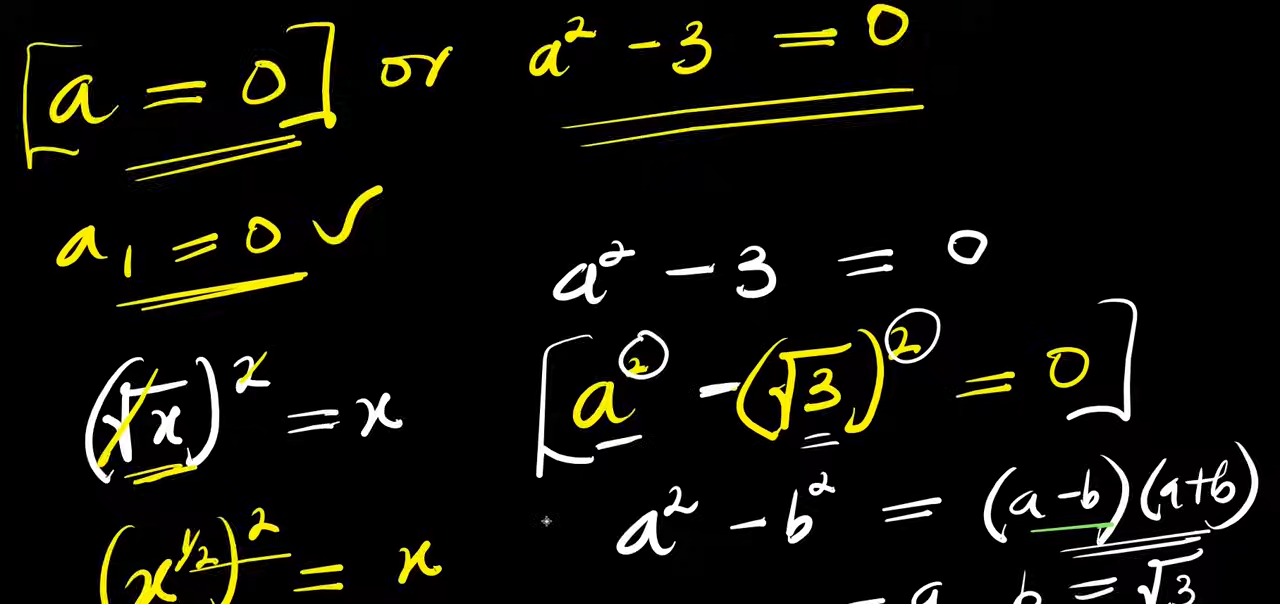 [a = 0] or a² - 3 = 0
a₁ = 0 ✓
a² - 3 = 0
[a² - (√3)² = 0]
(√x)² = x
a² - b² = (a-b)(a+b)
(x^1/2)² = x
= a b = √3